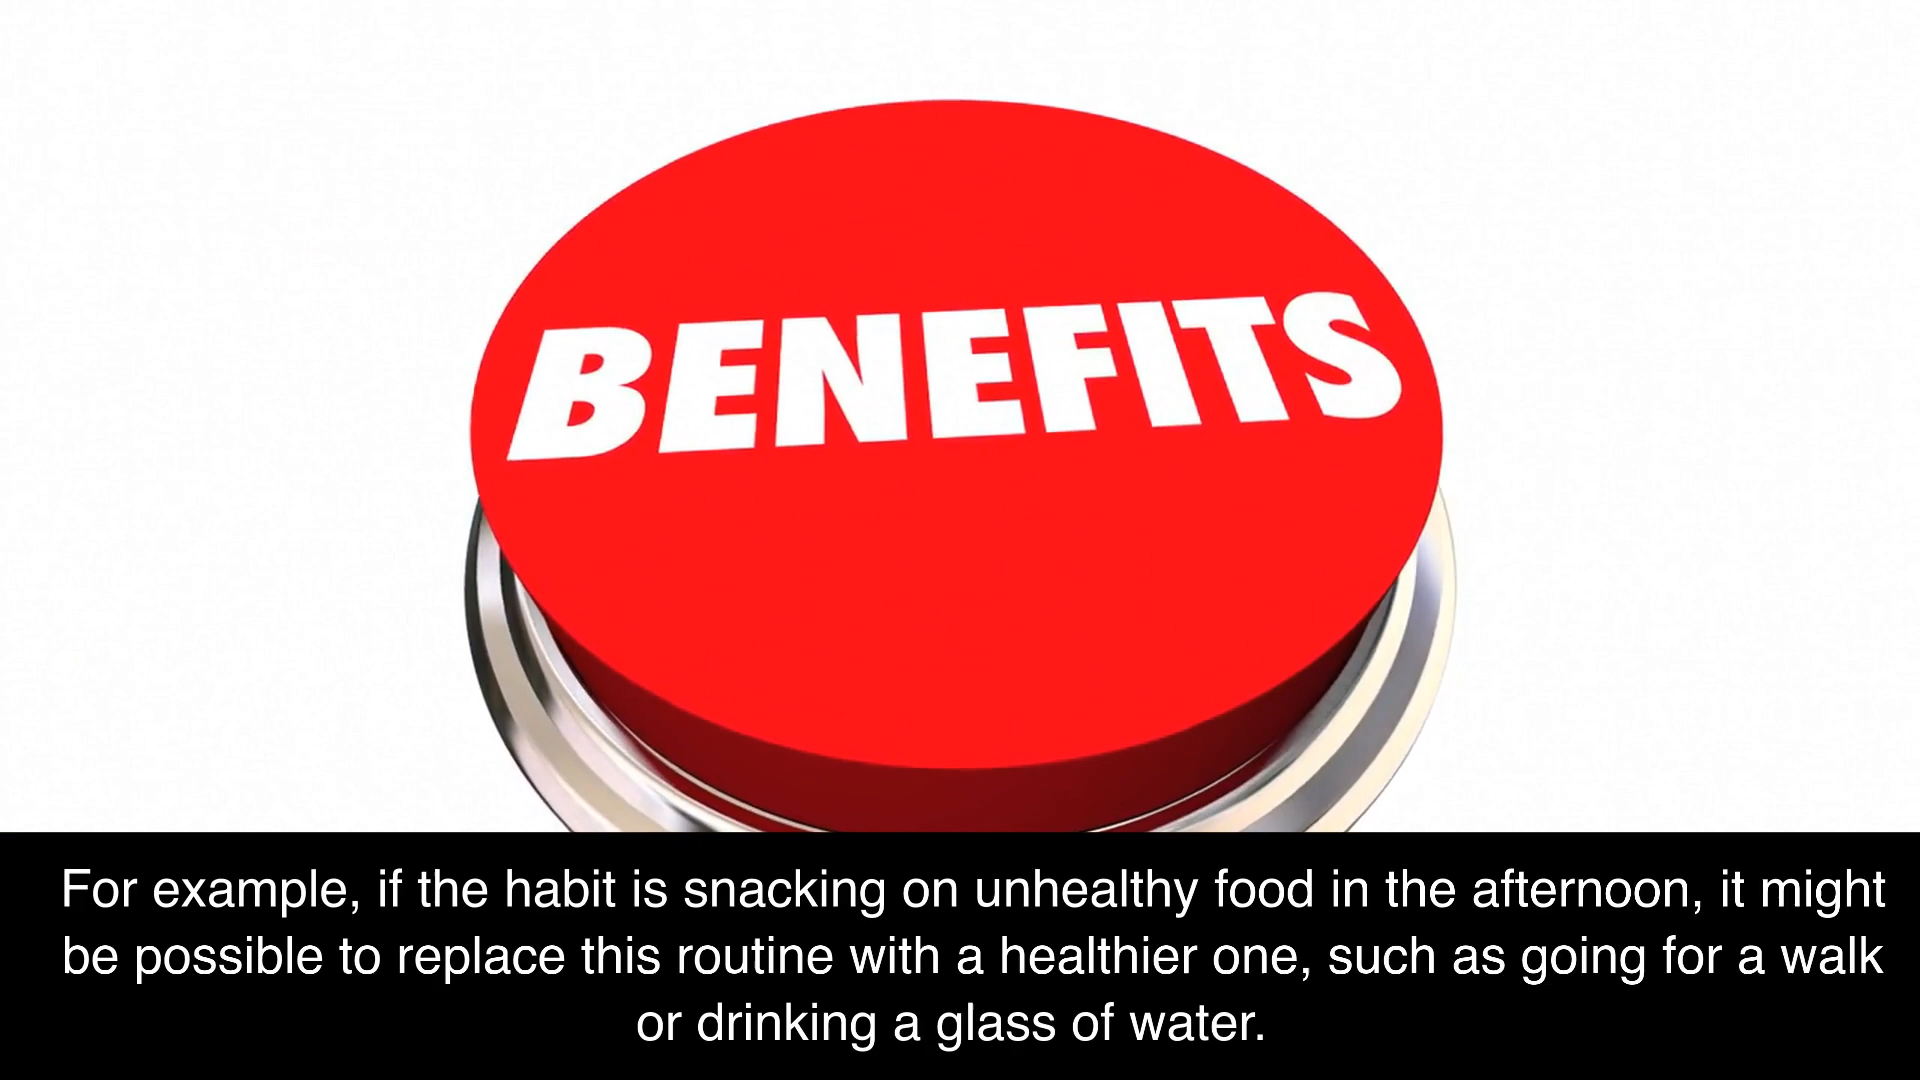 BENEFITS
For example, if the habit is snacking on unhealthy food in the afternoon, it might
be possible to replace this routine with a healthier one, such as going for a walk
or drinking a glass of water.